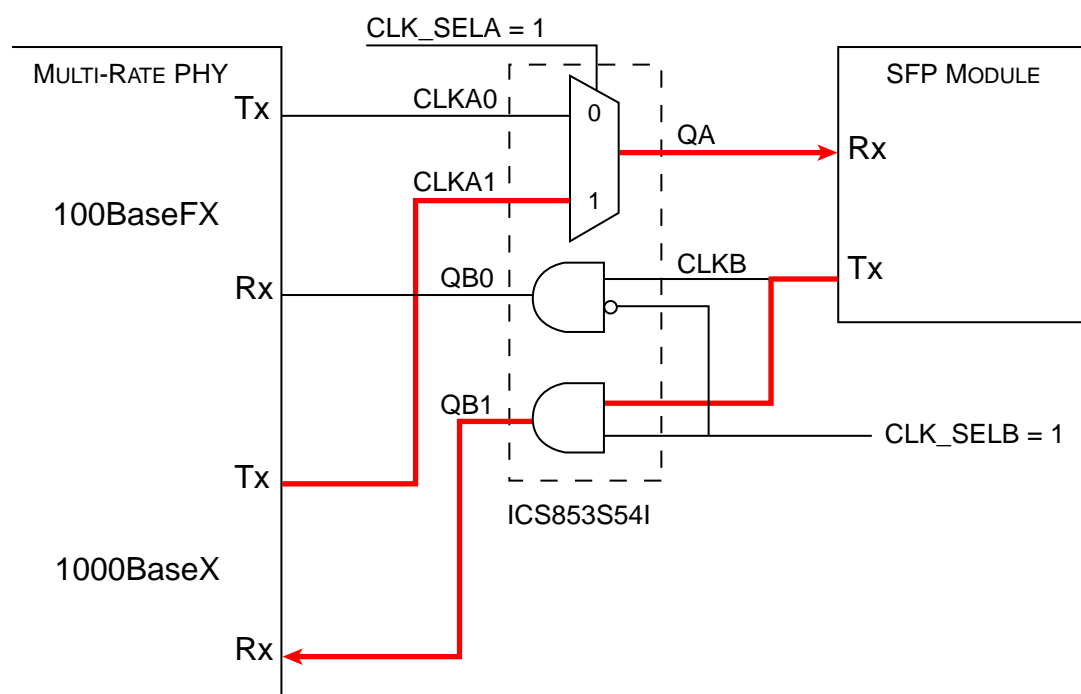 CLK_SELA = 1
MULTI-RATE PHY
SFP MODULE
Tx
CLKA0
0
QA
Rx
CLKA1
1
100BaseFX
CLKB
Tx
Rx
QB0
QB1
CLK_SELB = 1
Tx
ICS853S54I
1000BaseX
Rx